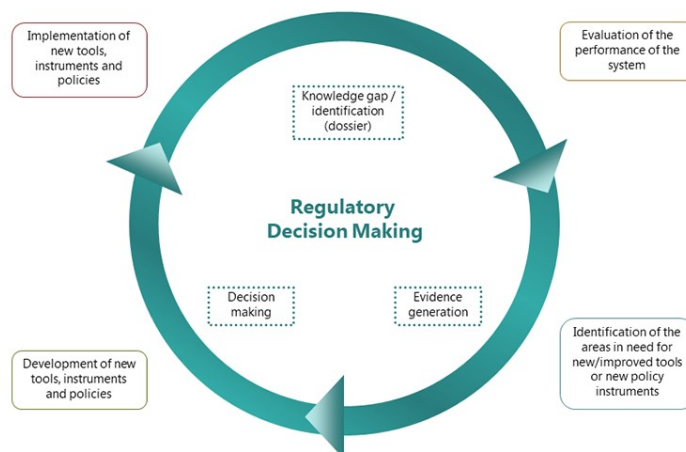 Implementation of
new tools,
instruments and
policies
Evaluation of the
performance of the
system
Knowledge gap /
identification
(dossier)
Regulatory
Decision Making
Decision
making
Evidence
generation
Development of new
tools, instruments
and policies
Identification of the
areas in need for
new/improved tools
or new policy
instruments